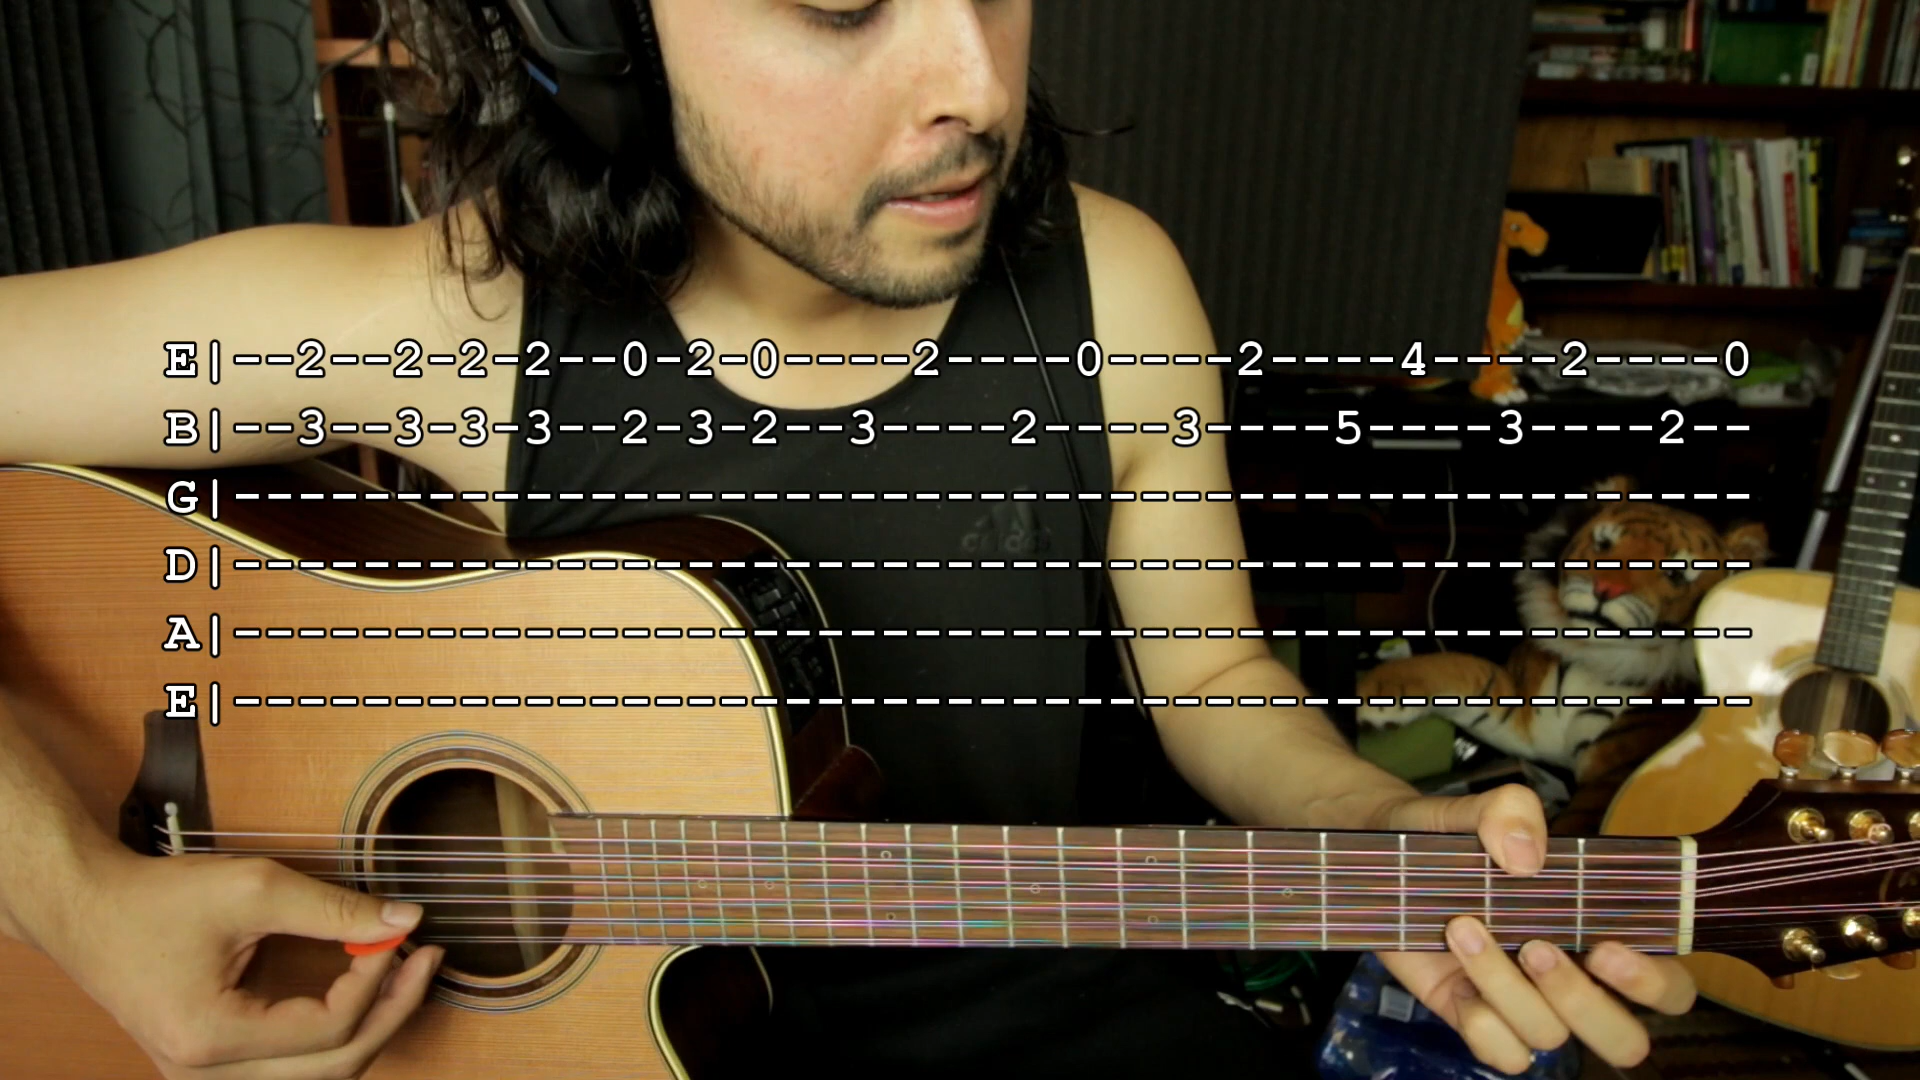 E|--2--2-2-2--0-2-0----2----0----2----4----2----0
B|--3--3-3-3--2-3-2--3----2----3----5----3----2--
G|-----------------------------------------------
D|-----------------------------------------------
A|-----------------------------------------------
E|-----------------------------------------------
adidas